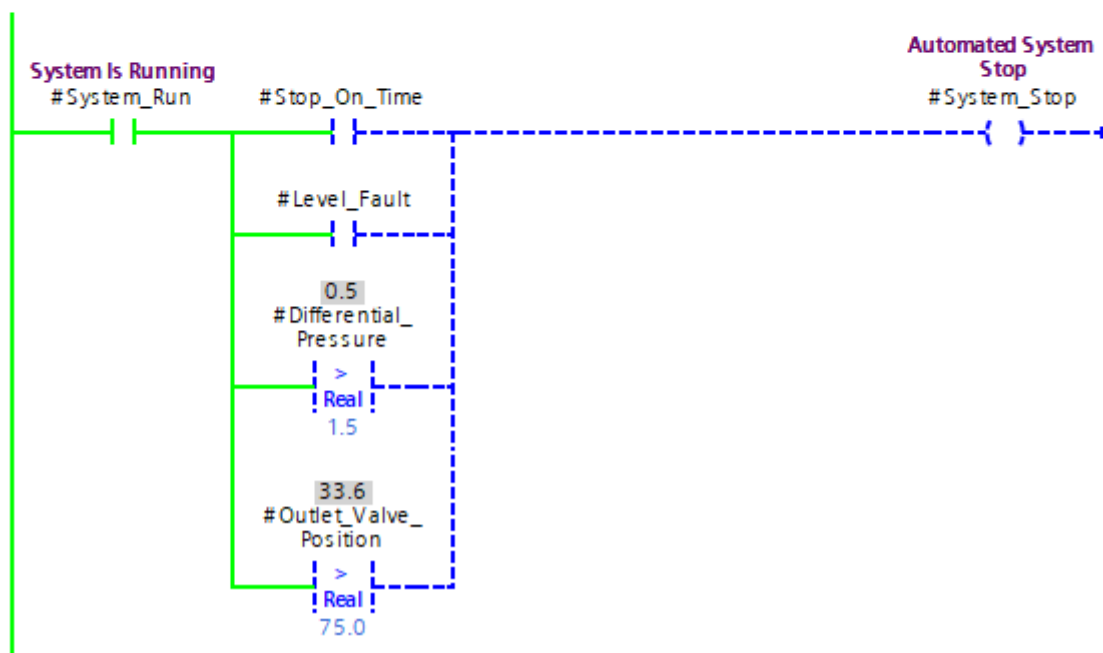 System Is Running
#System_Run
#Stop_On_Time
Automated System
Stop
#System_Stop
#Level_Fault
0.5
#Differential_
Pressure
>
Real
1.5
33.6
#Outlet_Valve_
Position
>
Real
75.0